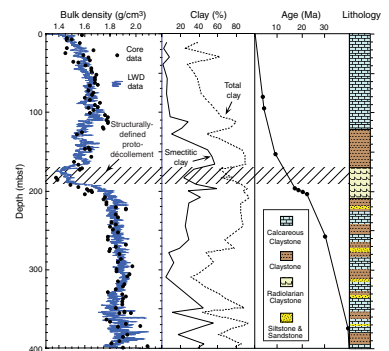 Bulk density (g/cm³)
Clay (%)
Age (Ma)
Lithology
1.4 1.6 1.8 2.0
20 40 60 80
10 20 30
0
100
200
300
400
Depth (mbsf)
Core
data
LWD
data
Structurally-
defined
proto-
décollement
Total
clay
Smectitic
clay
Calcareous
Claystone
Claystone
Radiolarian
Claystone
Siltstone &
Sandstone